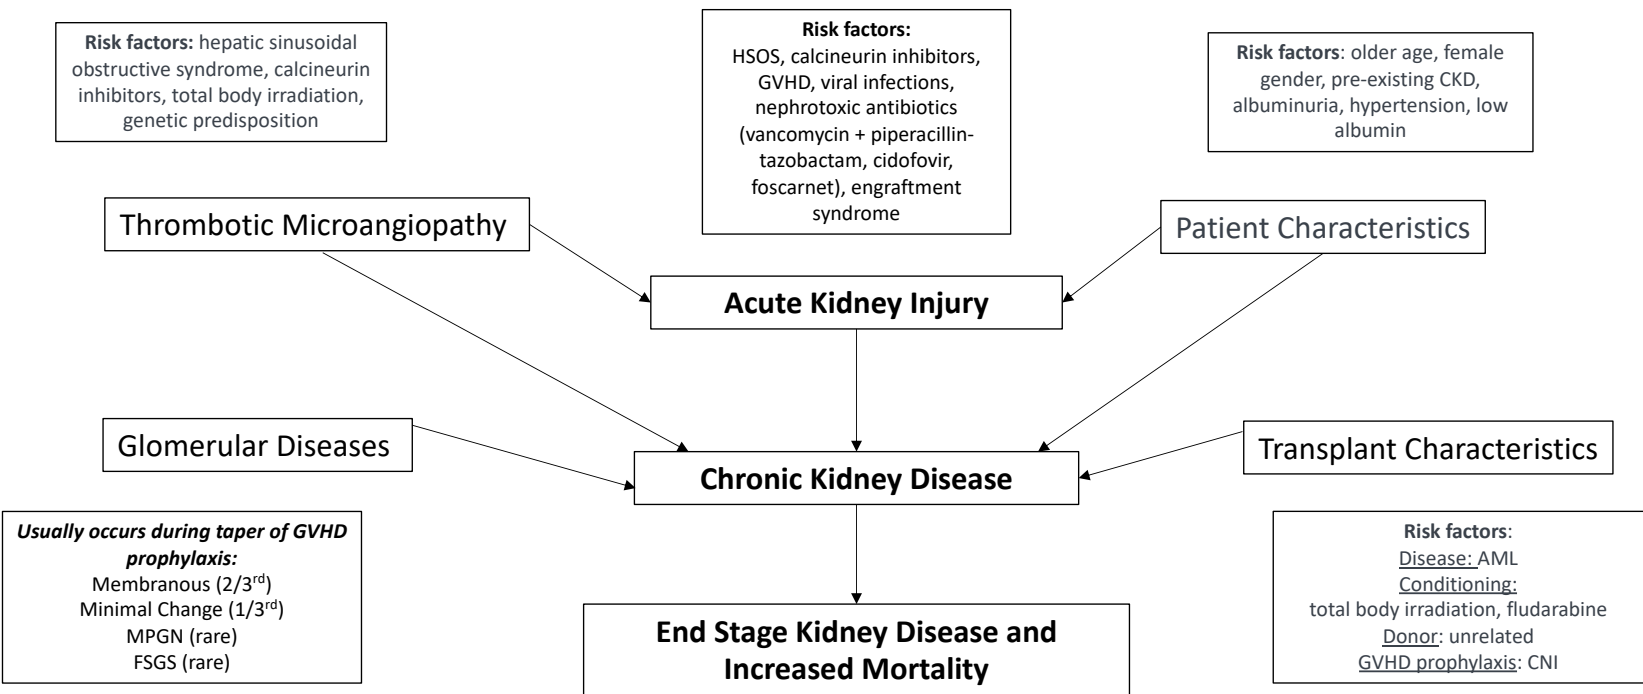 Risk factors: hepatic sinusoidal
obstructive syndrome, calcineurin
inhibitors, total body irradiation,
genetic predisposition
Risk factors:
HSOS, calcineurin inhibitors,
GVHD, viral infections,
nephrotoxic antibiotics
(vancomycin + piperacillin-
tazobactam, cidofovir,
foscarnet), engraftment
syndrome
Risk factors: older age, female
gender, pre-existing CKD,
albuminuria, hypertension, low
albumin
Thrombotic Microangiopathy
Patient Characteristics
Acute Kidney Injury
Glomerular Diseases
Transplant Characteristics
Chronic Kidney Disease
Usually occurs during taper of GVHD
prophylaxis:
Membranous (2/3rd)
Minimal Change (1/3rd)
MPGN (rare)
FSGS (rare)
Risk factors:
Disease: AML
Conditioning:
total body irradiation, fludarabine
Donor: unrelated
GVHD prophylaxis: CNI
End Stage Kidney Disease and
Increased Mortality